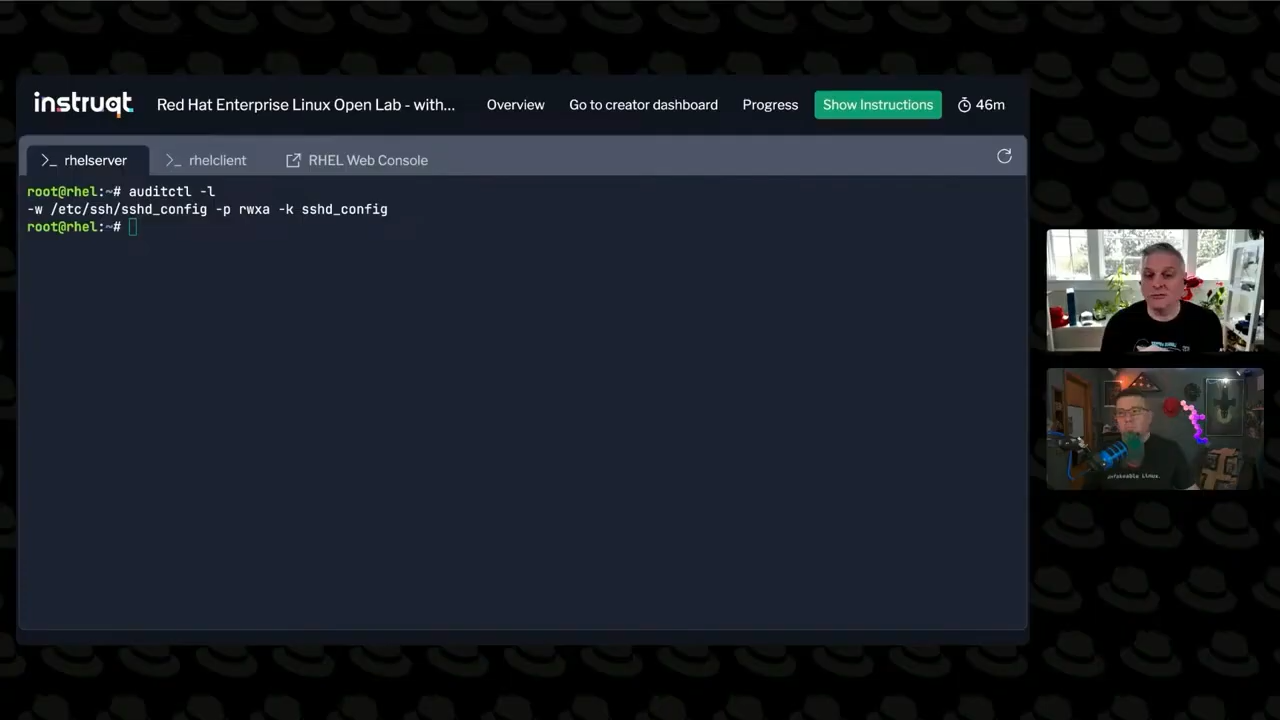 instruqt
Red Hat Enterprise Linux Open Lab - with...
Overview
Go to creator dashboard
Progress
Show Instructions
46m
>_ rhelserver
>_ rhelclient
RHEL Web Console
root@rhel:~# auditctl -l
-w /etc/ssh/sshd_config -p rwxa -k sshd_config
root@rhel:~#